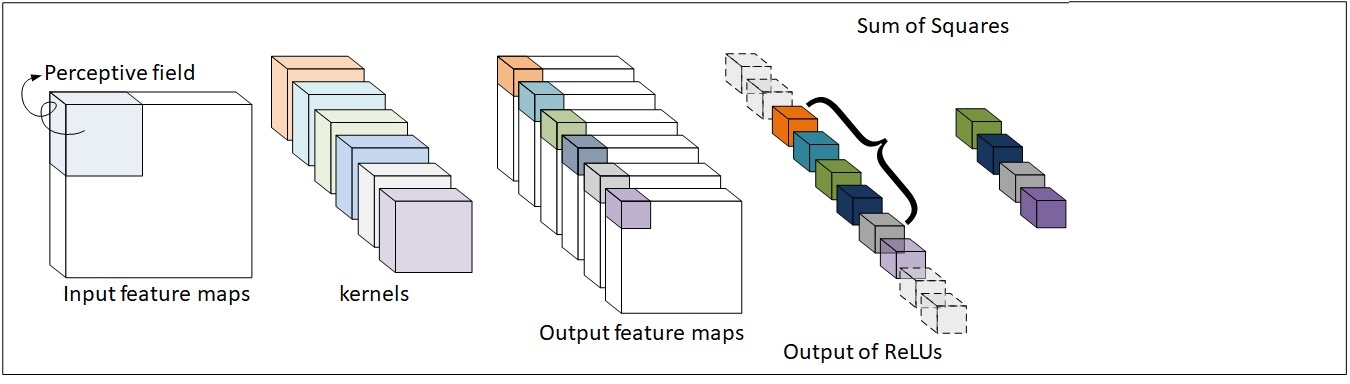 Sum of Squares
Perceptive field
Input feature maps
kernels
Output feature maps
Output of ReLUs